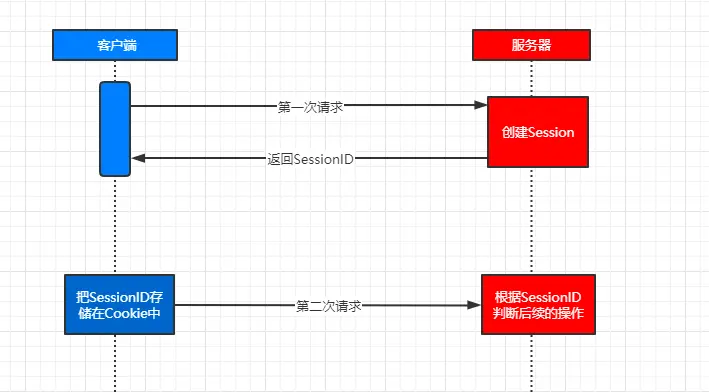 客户端
服务器
第一次请求
创建Session
返回SessionID
把SessionID存
储在Cookie中
第二次请求
根据SessionID
判断后续的操作